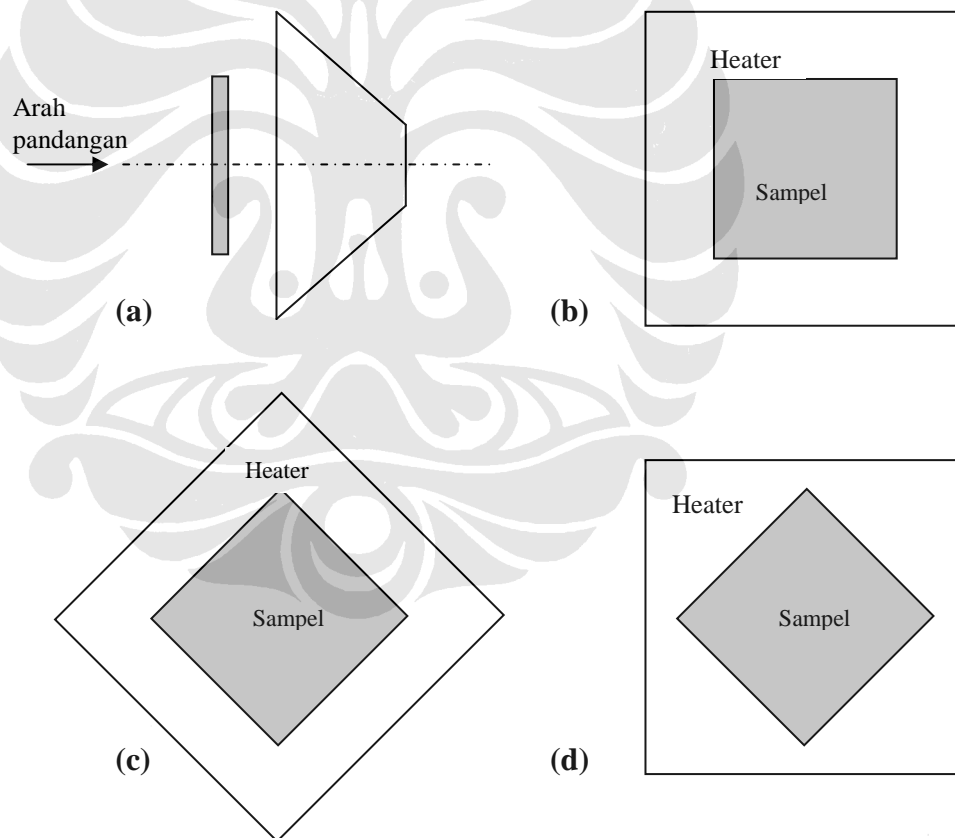 Arah
pandangan
(a)
Heater
Sampel
(b)
Heater
Sampel
(c)
Heater
Sampel
(d)